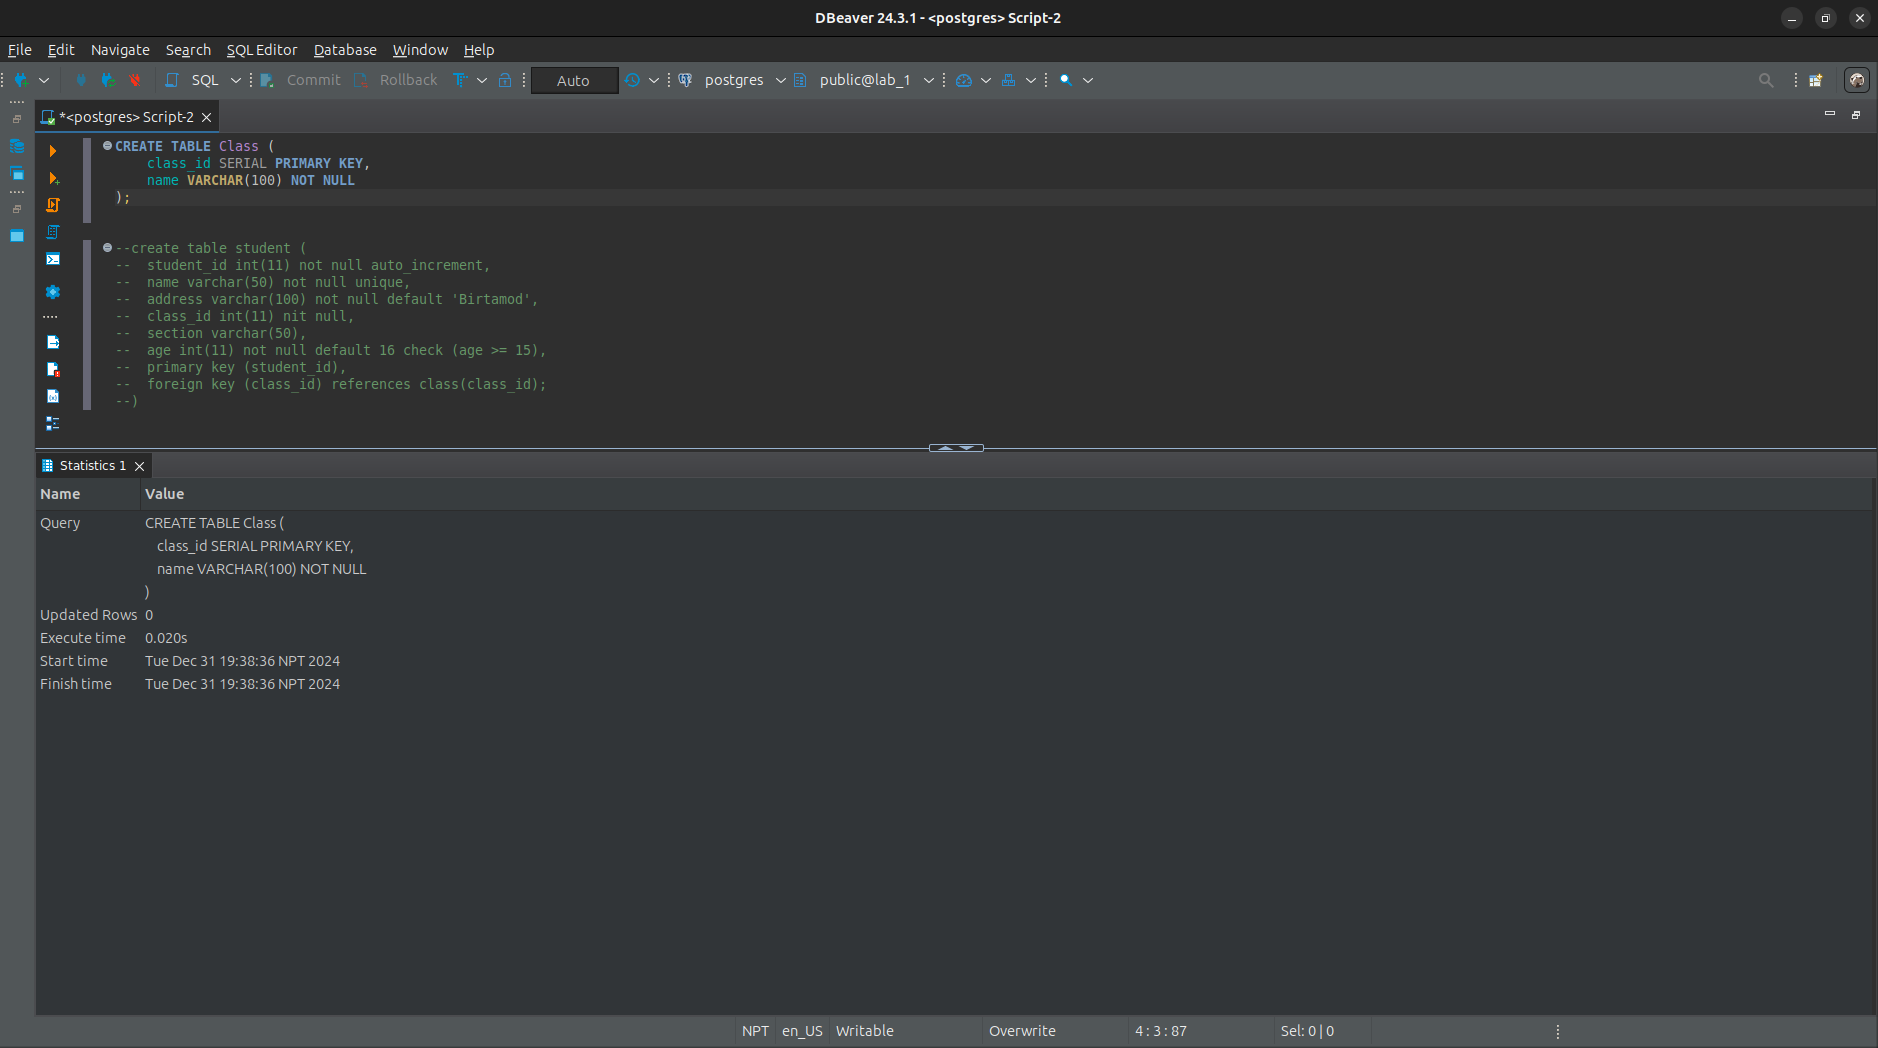 DBeaver 24.3.1 - <postgres> Script-2
File Edit Navigate Search SQL Editor Database Window Help
SQL Commit Rollback Auto postgres public@lab_1
*<postgres> Script-2
CREATE TABLE Class (
    class_id SERIAL PRIMARY KEY,
    name VARCHAR(100) NOT NULL
);
--create table student (
--  student_id int(11) not null auto_increment,
--  name varchar(50) not null unique,
--  address varchar(100) not null default 'Birtamod',
--  class_id int(11) nit null,
--  section varchar(50),
--  age int(11) not null default 16 check (age >= 15),
--  primary key (student_id),
--  foreign key (class_id) references class(class_id);
--)
Statistics 1
Name Value
Query CREATE TABLE Class (
    class_id SERIAL PRIMARY KEY,
    name VARCHAR(100) NOT NULL
)
Updated Rows 0
Execute time 0.020s
Start time Tue Dec 31 19:38:36 NPT 2024
Finish time Tue Dec 31 19:38:36 NPT 2024
NPT en_US Writable Overwrite 4 : 3 : 87 Sel: 0 | 0